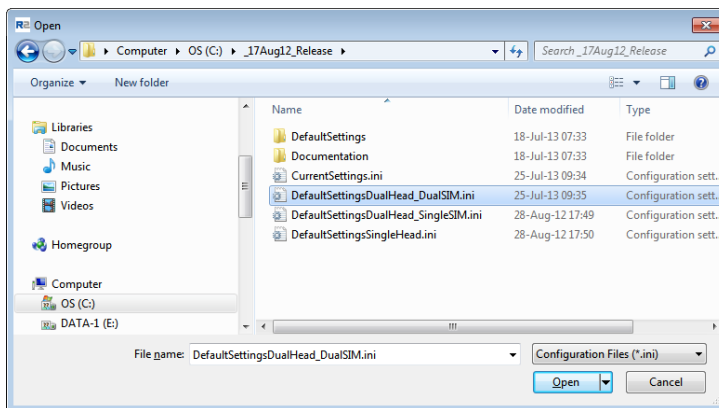 R2 Open
Computer OS (C:) _17Aug12_Release
Search _17Aug12_Release
Organize New folder
Name Date modified Type
Libraries
Documents
Music
Pictures
Videos
Homegroup
Computer
OS (C:)
DATA-1 (E:)
DefaultSettings 18-Jul-13 07:33 File folder
Documentation 18-Jul-13 07:33 File folder
CurrentSettings.ini 25-Jul-13 09:34 Configuration sett.
DefaultSettingsDualHead_DualSIM.ini 25-Jul-13 09:35 Configuration sett.
DefaultSettingsDualHead_SingleSIM.ini 28-Aug-12 17:49 Configuration sett.
DefaultSettingsSingleHead.ini 28-Aug-12 17:50 Configuration sett.
File name: DefaultSettingsDualHead_DualSIM.ini
Configuration Files (*.ini)
Open Cancel